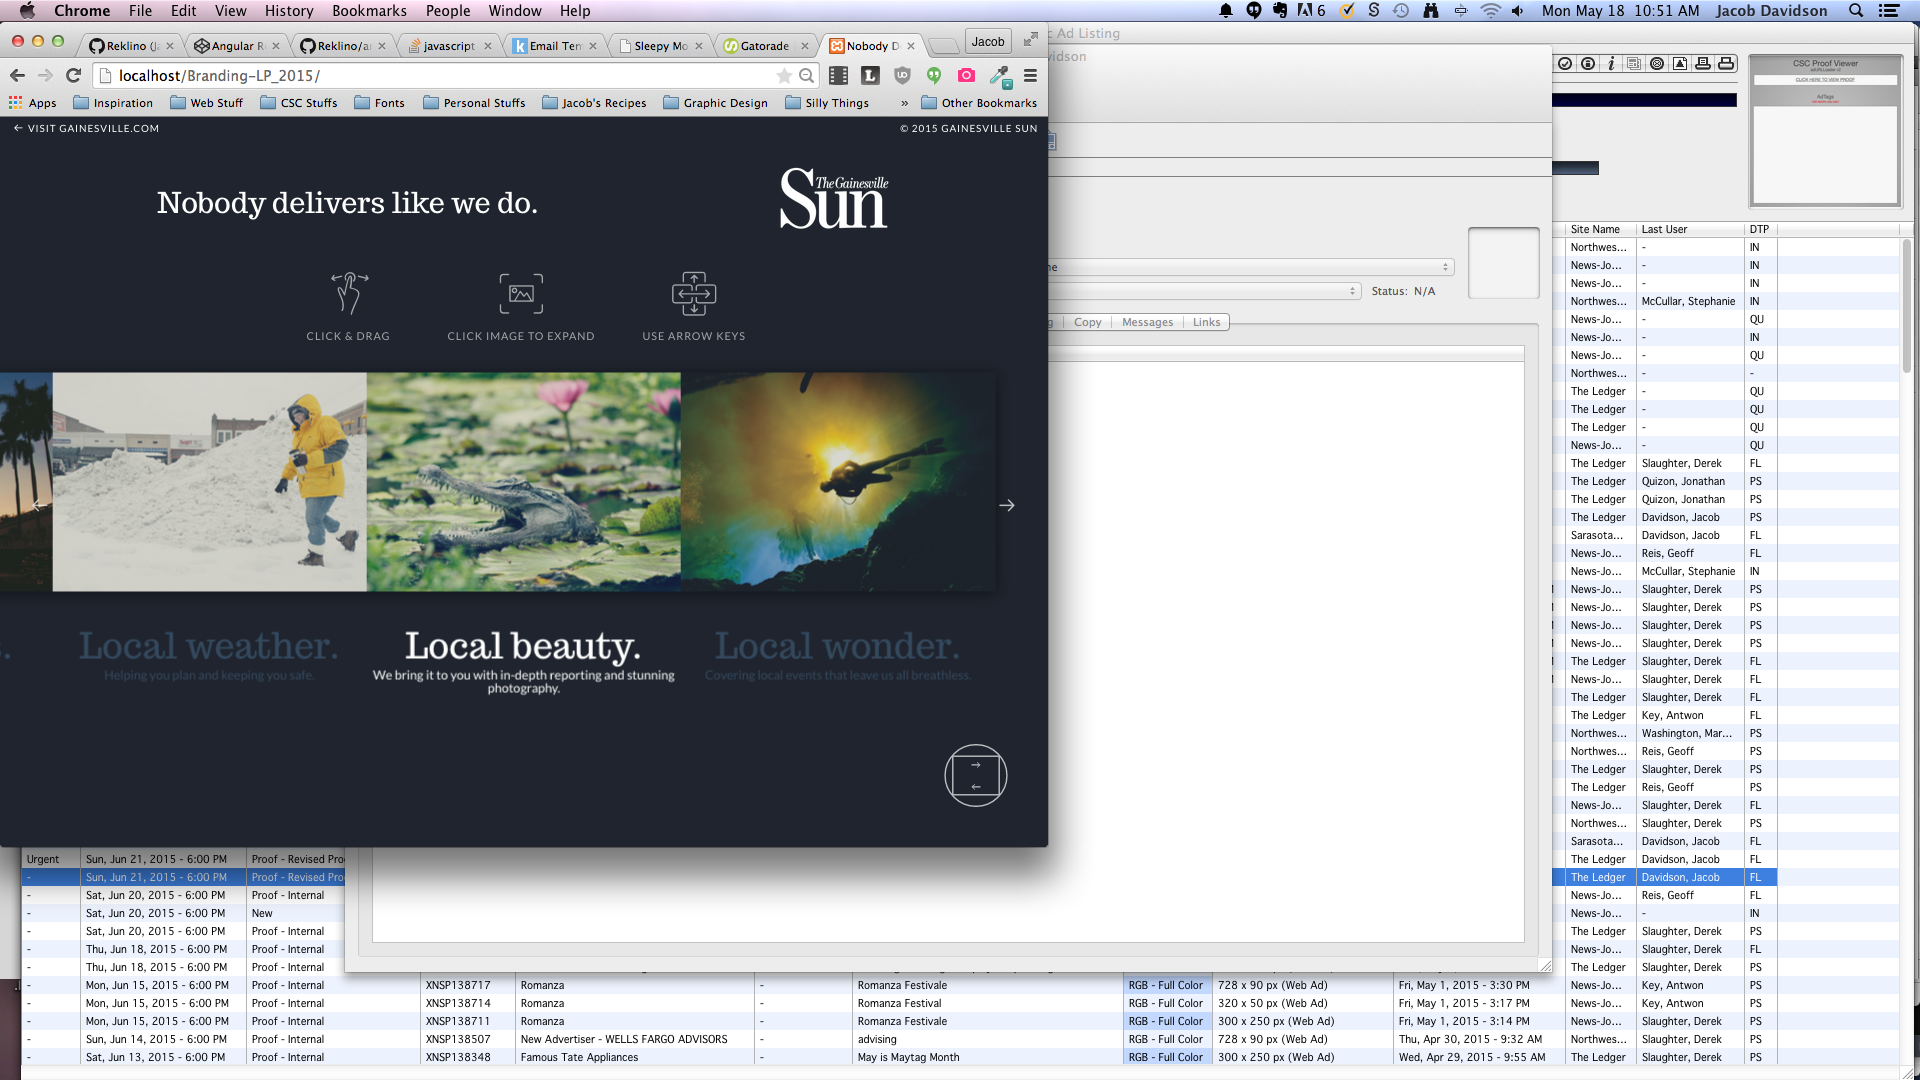 Chrome File Edit View History Bookmarks People Window Help
6
Mon May 18 10:51 AM Jacob Davidson
Reklino (Ja
Angular R
Reklino/a
javascript
Email Tem
Sleepy Mo
Gatorade
Nobody D
Jacob
localhost/Branding-LP_2015/
Apps Inspiration Web Stuff CSC Stuffs Fonts Personal Stuffs Jacob's Recipes Graphic Design Silly Things » Other Bookmarks
← VISIT GAINESVILLE.COM
© 2015 GAINESVILLE SUN
Nobody delivers like we do.
The Gainesville
Sun
CLICK & DRAG
CLICK IMAGE TO EXPAND
USE ARROW KEYS
Local weather.
Helping you plan and keeping you safe.
Local beauty.
We bring it to you with in-depth reporting and stunning
photography.
Local wonder.
Covering local events that leave us all breathless.
c Ad Listing
vidson
Status: N/A
Copy Messages Links
CSC Proof Viewer
CLICK HERE TO VIEW PROOF
AdTags
Site Name Last User DTP
Northwes... - IN
News-Jo... - IN
News-Jo... - IN
Northwes... McCullar, Stephanie IN
News-Jo... - QU
News-Jo... - IN
News-Jo... - QU
Northwes... - -
The Ledger - QU
The Ledger - QU
The Ledger - QU
News-Jo... - QU
The Ledger Slaughter, Derek FL
The Ledger Quizon, Jonathan PS
The Ledger Quizon, Jonathan PS
The Ledger Davidson, Jacob PS
Sarasota... Davidson, Jacob FL
News-Jo... Reis, Geoff FL
News-Jo... McCullar, Stephanie IN
News-Jo... Slaughter, Derek PS
News-Jo... Slaughter, Derek PS
News-Jo... Slaughter, Derek PS
News-Jo... Slaughter, Derek PS
The Ledger Slaughter, Derek FL
News-Jo... Slaughter, Derek FL
The Ledger Slaughter, Derek FL
The Ledger Key, Antwon FL
Northwes... Washington, Mar... PS
Northwes... Reis, Geoff PS
The Ledger Slaughter, Derek PS
The Ledger Reis, Geoff PS
News-Jo... Slaughter, Derek FL
Northwes... Slaughter, Derek PS
Sarasota... Davidson, Jacob FL
Urgent Sun, Jun 21, 2015 - 6:00 PM Proof - Revised Pro The Ledger Davidson, Jacob FL
- Sun, Jun 21, 2015 - 6:00 PM Proof - Revised Pro The Ledger Davidson, Jacob FL
- Sat, Jun 20, 2015 - 6:00 PM Proof - Internal News-Jo... Reis, Geoff FL
- Sat, Jun 20, 2015 - 6:00 PM New News-Jo... - IN
- Sat, Jun 20, 2015 - 6:00 PM Proof - Internal The Ledger Slaughter, Derek PS
- Thu, Jun 18, 2015 - 6:00 PM Proof - Internal News-Jo... Slaughter, Derek FL
- Thu, Jun 18, 2015 - 6:00 PM Proof - Internal The Ledger Slaughter, Derek PS
- Mon, Jun 15, 2015 - 6:00 PM Proof - Internal XNSP138717 Romanza - Romanza Festivale RGB - Full Color 728 x 90 px (Web Ad) Fri, May 1, 2015 - 3:30 PM News-Jo... Key, Antwon PS
- Mon, Jun 15, 2015 - 6:00 PM Proof - Internal XNSP138714 Romanza - Romanza Festival RGB - Full Color 320 x 50 px (Web Ad) Fri, May 1, 2015 - 3:17 PM News-Jo... Key, Antwon PS
- Mon, Jun 15, 2015 - 6:00 PM Proof - Internal XNSP138711 Romanza - Romanza Festivale RGB - Full Color 300 x 250 px (Web Ad) Fri, May 1, 2015 - 3:14 PM News-Jo... Slaughter, Derek PS
- Sun, Jun 14, 2015 - 6:00 PM Proof - Internal XNSP138507 New Advertiser - WELLS FARGO ADVISORS - advising RGB - Full Color 728 x 90 px (Web Ad) Thu, Apr 30, 2015 - 9:32 AM News-Jo... Slaughter, Derek PS
- Sat, Jun 13, 2015 - 6:00 PM Proof - Internal XNSP138348 Famous Tate Appliances - May is Maytag Month RGB - Full Color 300 x 250 px (Web Ad) Wed, Apr 29, 2015 - 9:55 AM The Ledger Slaughter, Derek PS